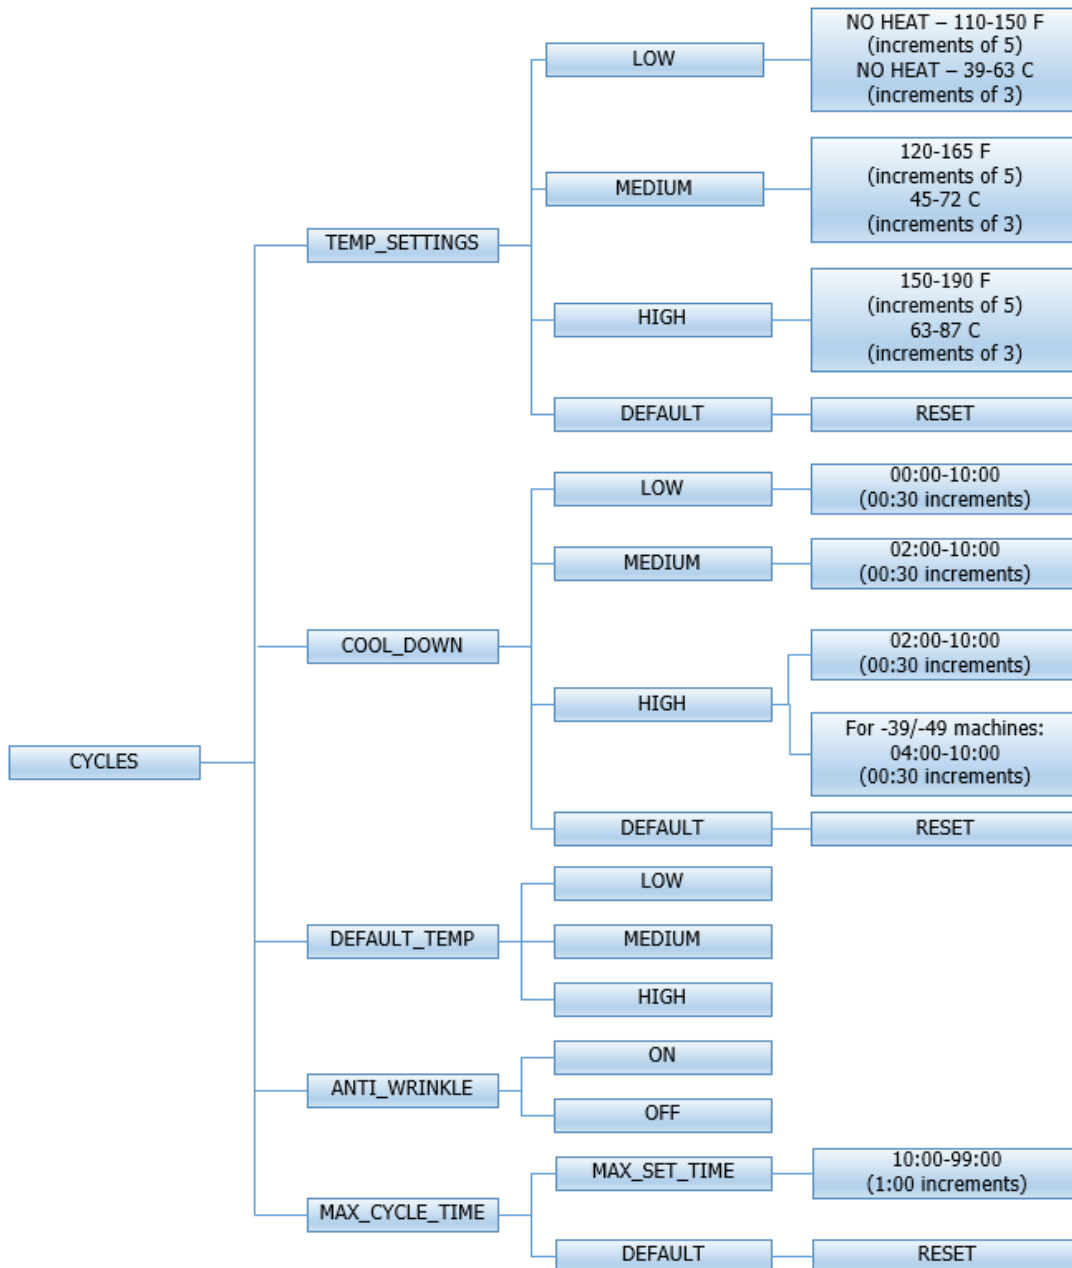 CYCLES
TEMP_SETTINGS
LOW
NO HEAT – 110-150 F
(increments of 5)
NO HEAT – 39-63 C
(increments of 3)
MEDIUM
120-165 F
(increments of 5)
45-72 C
(increments of 3)
HIGH
150-190 F
(increments of 5)
63-87 C
(increments of 3)
DEFAULT
RESET
COOL_DOWN
LOW
00:00-10:00
(00:30 increments)
MEDIUM
02:00-10:00
(00:30 increments)
HIGH
02:00-10:00
(00:30 increments)
For -39/-49 machines:
04:00-10:00
(00:30 increments)
DEFAULT
RESET
DEFAULT_TEMP
LOW
MEDIUM
HIGH
ANTI_WRINKLE
ON
OFF
MAX_CYCLE_TIME
MAX_SET_TIME
10:00-99:00
(1:00 increments)
DEFAULT
RESET